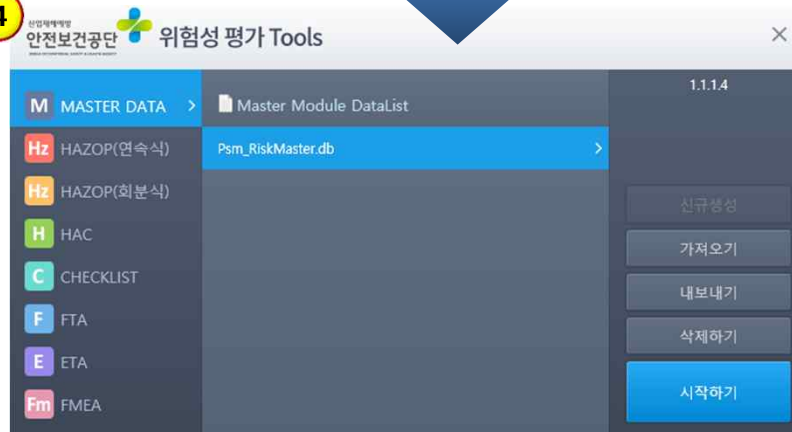 4
산업재해예방
안전보건공단
위험성 평가 Tools
1.1.1.4
M MASTER DATA
Master Module DataList
Hz HAZOP(연속식)
Psm_RiskMaster.db
Hz HAZOP(회분식)
신규생성
H HAC
가져오기
C CHECKLIST
내보내기
F FTA
삭제하기
E ETA
시작하기
Fm FMEA